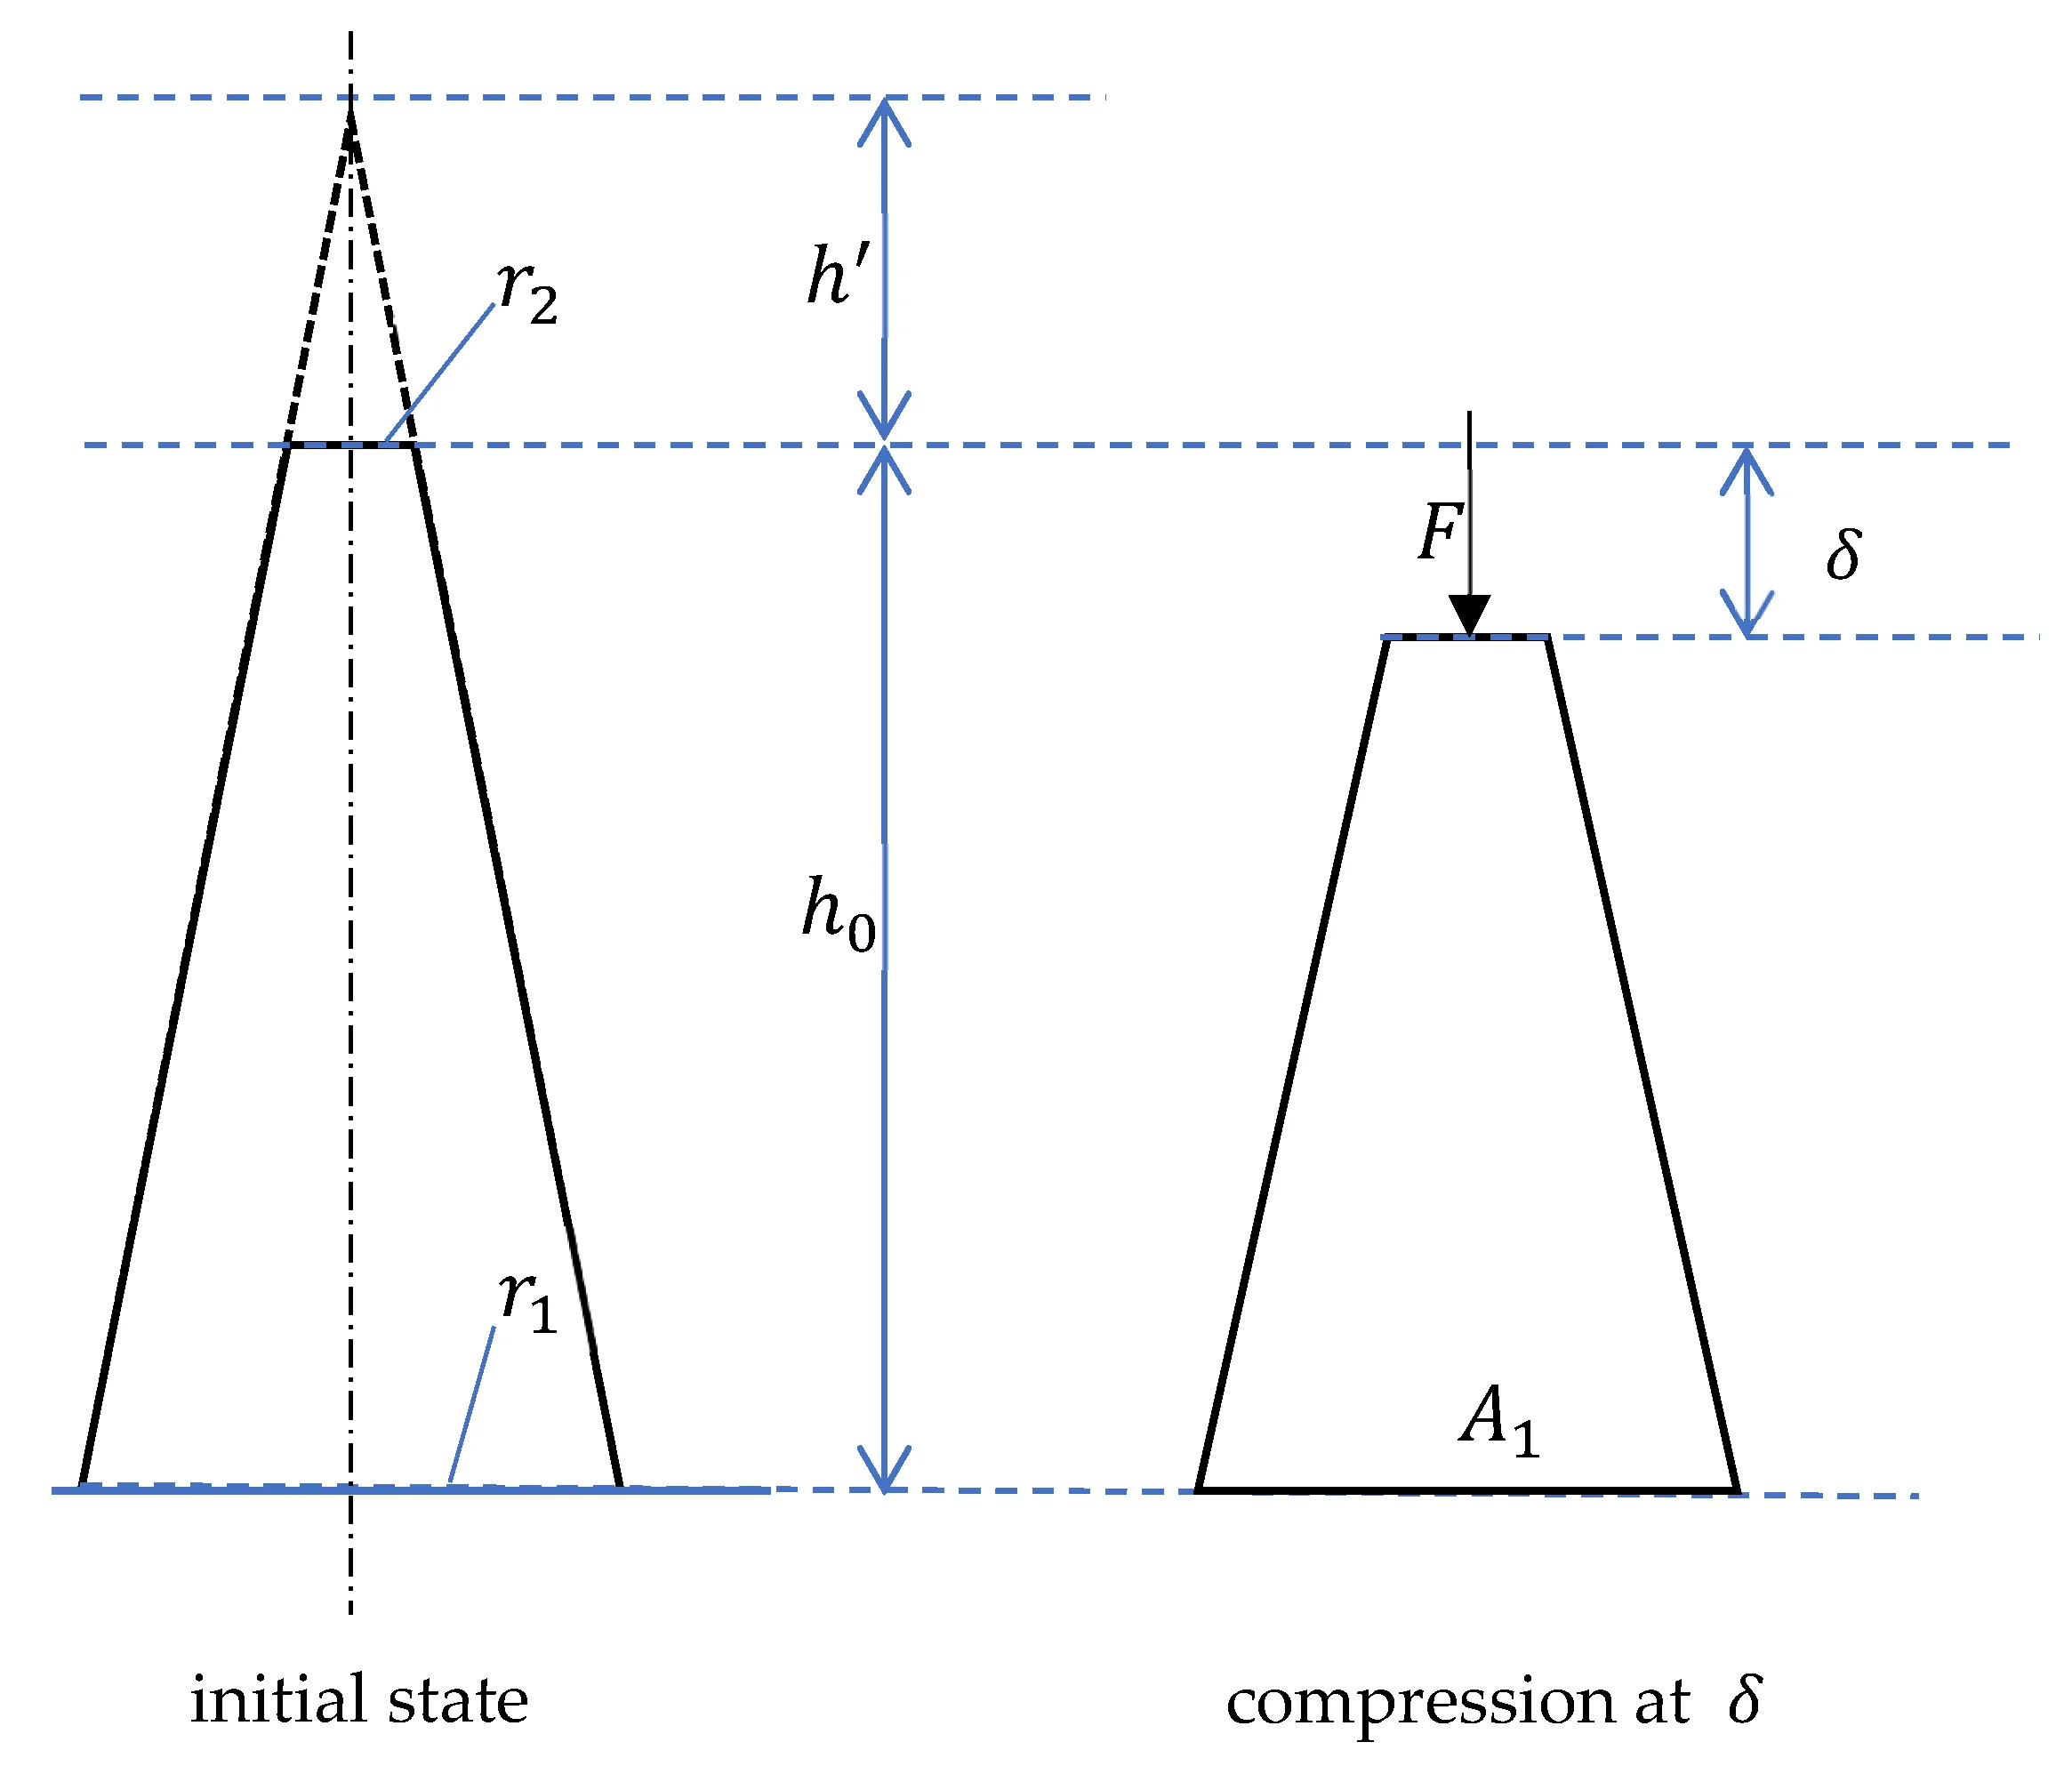 h′
r₂
F
δ
h₀
r₁
A₁
initial state
compression at δ